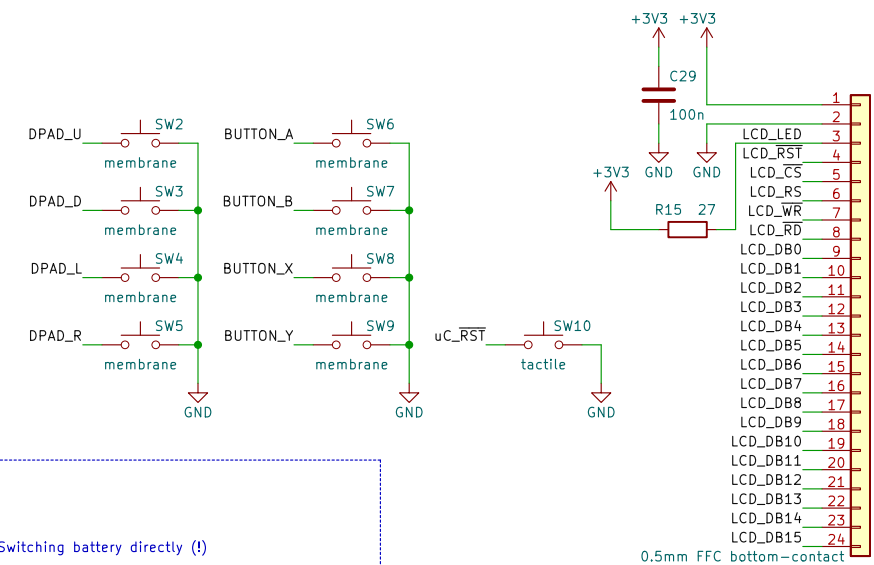 +3V3 +3V3
C29
100n
GND GND
+3V3
R15 27
DPAD_U SW2
membrane
DPAD_D SW3
membrane
DPAD_L SW4
membrane
DPAD_R SW5
membrane
GND
BUTTON_A SW6
membrane
BUTTON_B SW7
membrane
BUTTON_X SW8
membrane
BUTTON_Y SW9
membrane
GND
uC_RST SW10
tactile
GND
1
2
LCD_LED 3
LCD_RST 4
LCD_CS 5
LCD_RS 6
LCD_WR 7
LCD_RD 8
LCD_DB0 9
LCD_DB1 10
LCD_DB2 11
LCD_DB3 12
LCD_DB4 13
LCD_DB5 14
LCD_DB6 15
LCD_DB7 16
LCD_DB8 17
LCD_DB9 18
LCD_DB10 19
LCD_DB11 20
LCD_DB12 21
LCD_DB13 22
LCD_DB14 23
LCD_DB15 24
0.5mm FFC bottom-contact
Switching battery directly (!)